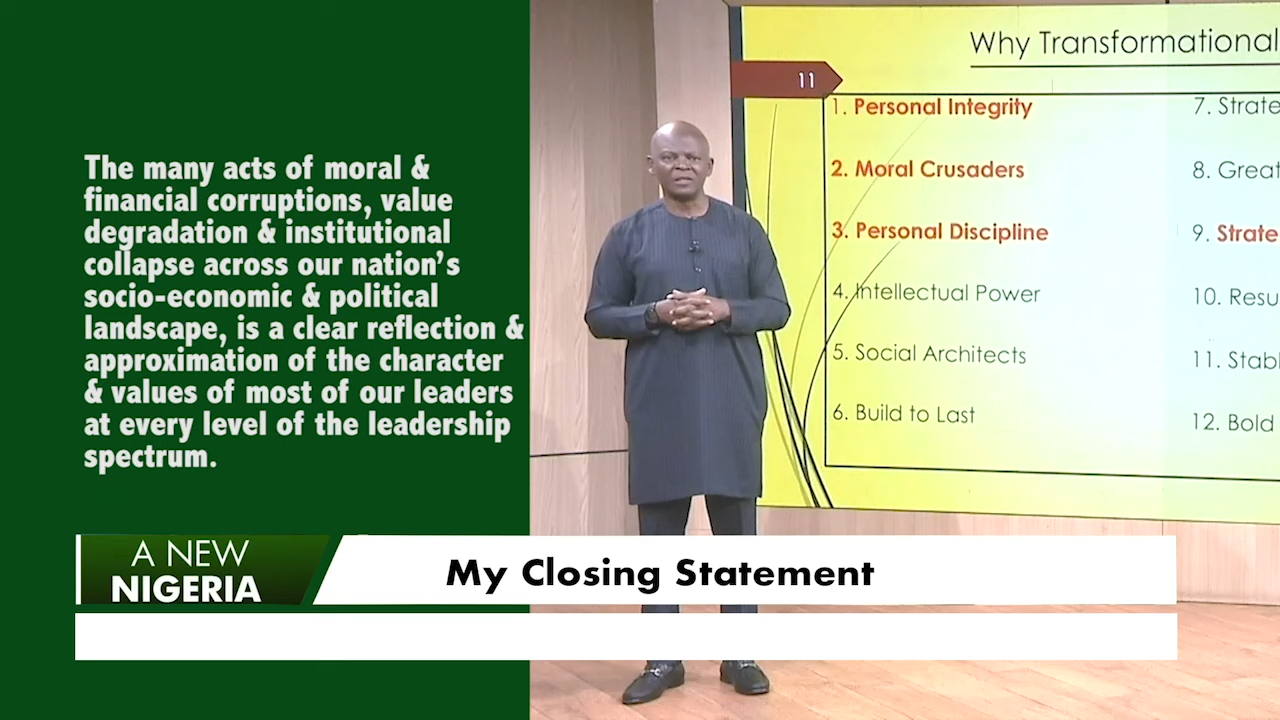 The many acts of moral &
financial corruptions, value
degradation & institutional
collapse across our nation's
socio-economic & political
landscape, is a clear reflection &
approximation of the character
& values of most of our leaders
at every level of the leadership
spectrum.
Why Transformational
11
1. Personal Integrity
2. Moral Crusaders
3. Personal Discipline
4. Intellectual Power
5. Social Architects
6. Build to Last
7. Strate
8. Great
9. Strate
10. Resu
11. Stabl
12. Bold
A NEW
NIGERIA
My Closing Statement